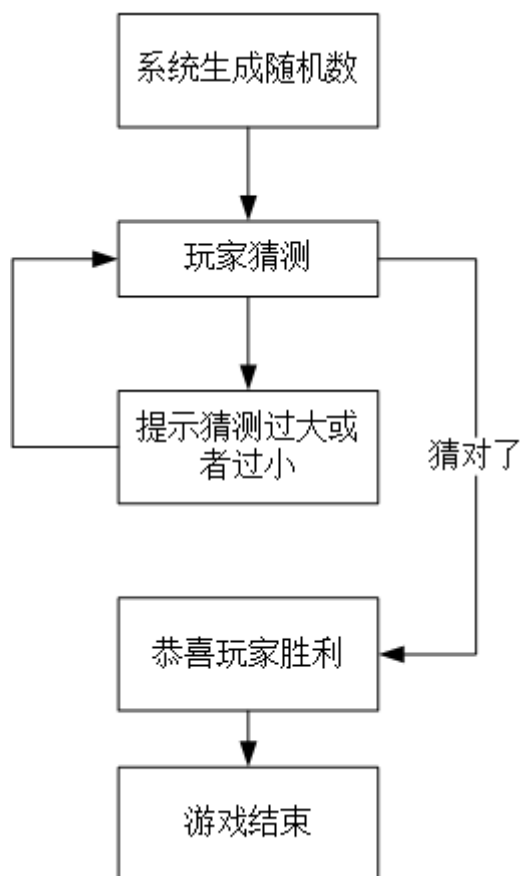 系统生成随机数
玩家猜测
提示猜测过大或
者过小
猜对了
恭喜玩家胜利
游戏结束